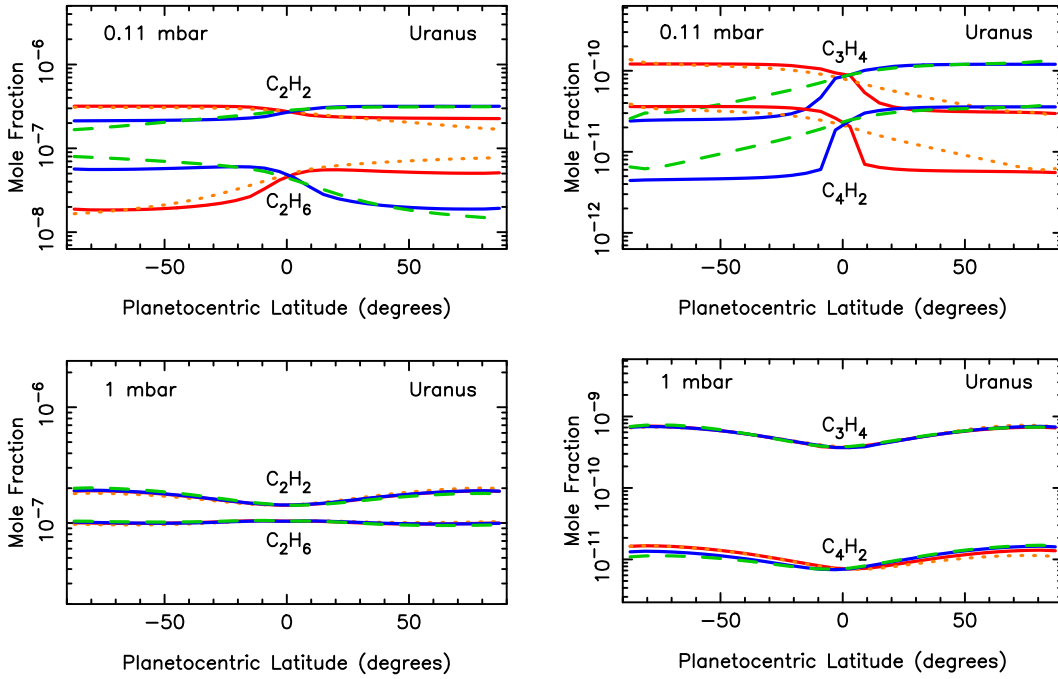 0.11 mbar Uranus
C2H2
C2H6
10^-6
10^-7
10^-8
Mole Fraction
−50 0 50
Planetocentric Latitude (degrees)
0.11 mbar Uranus
C3H4
C4H2
10^-10
10^-11
10^-12
Mole Fraction
−50 0 50
Planetocentric Latitude (degrees)
1 mbar Uranus
C2H2
C2H6
10^-6
10^-7
Mole Fraction
−50 0 50
Planetocentric Latitude (degrees)
1 mbar Uranus
C3H4
C4H2
10^-9
10^-10
10^-11
Mole Fraction
−50 0 50
Planetocentric Latitude (degrees)